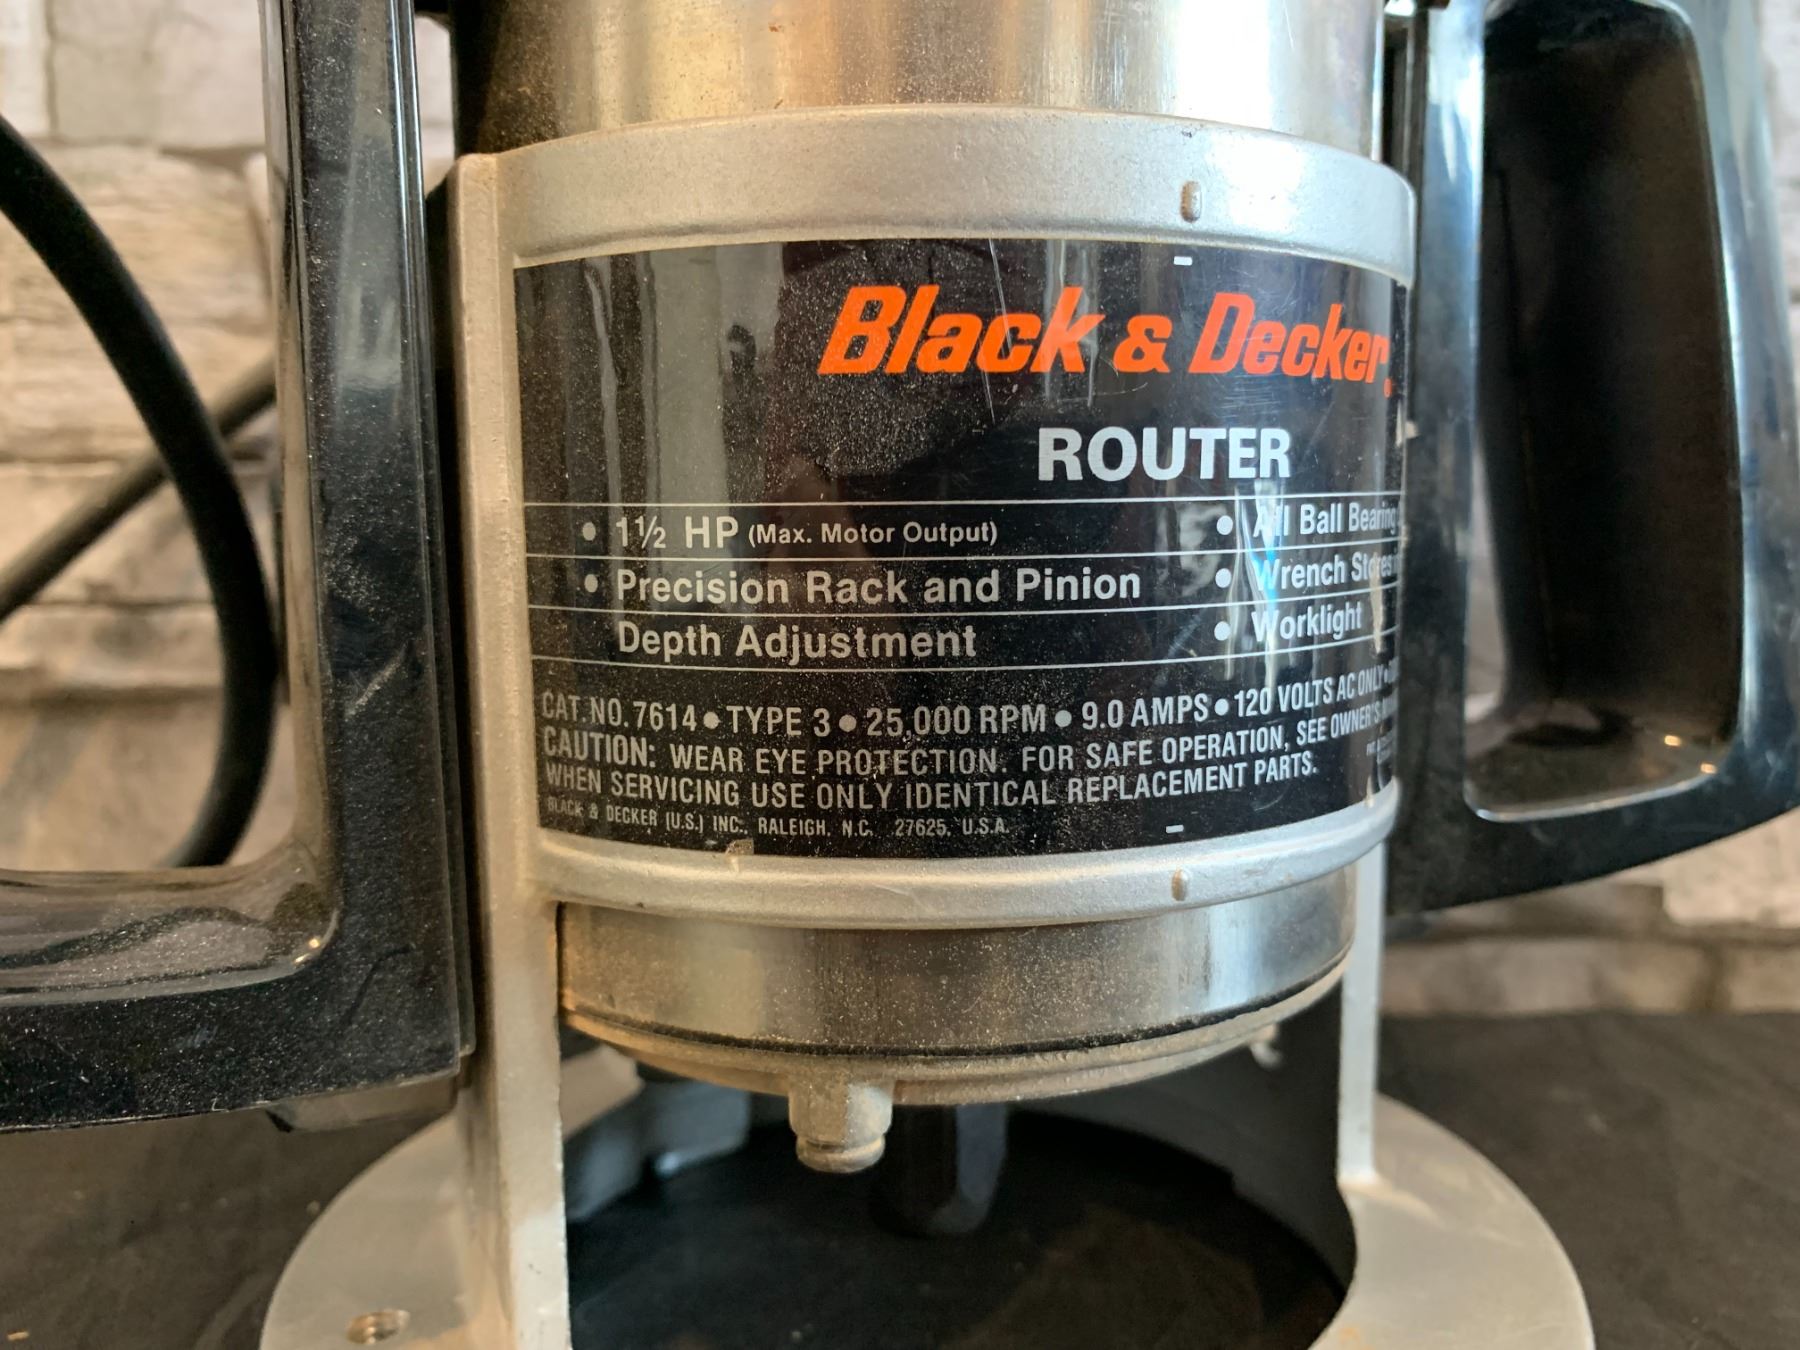 Black & Decker
ROUTER
• 1½ HP (Max. Motor Output)
• Precision Rack and Pinion
Depth Adjustment
• All Ball Bearing
• Wrench Stores
• Worklight
CAT. NO. 7614 • TYPE 3 • 25,000 RPM • 9.0 AMPS • 120 VOLTS AC ONLY •
CAUTION: WEAR EYE PROTECTION. FOR SAFE OPERATION, SEE OWNER'S
WHEN SERVICING USE ONLY IDENTICAL REPLACEMENT PARTS.
BLACK & DECKER (U.S.) INC., RALEIGH, N.C. 27625, U.S.A.